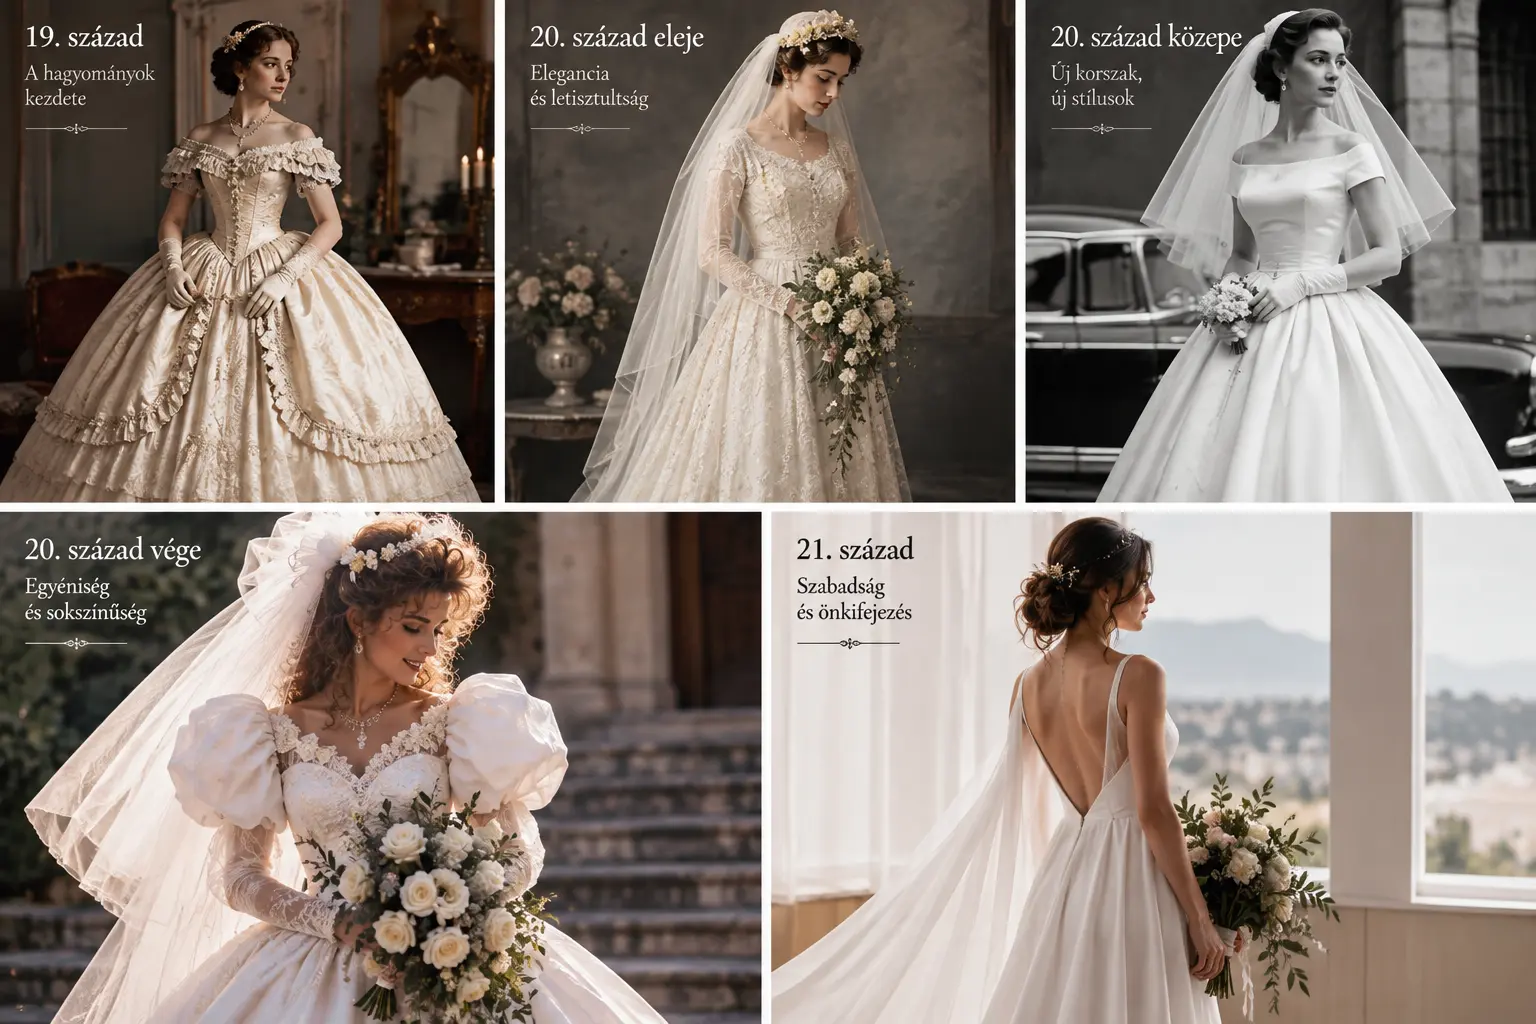 19. század
A hagyományok
kezdete
20. század eleje
Elegancia
és letisztultság
20. század közepe
Új korszak,
új stílusok
20. század vége
Egyéniség
és sokszínűség
21. század
Szabadság
és önkifejezés